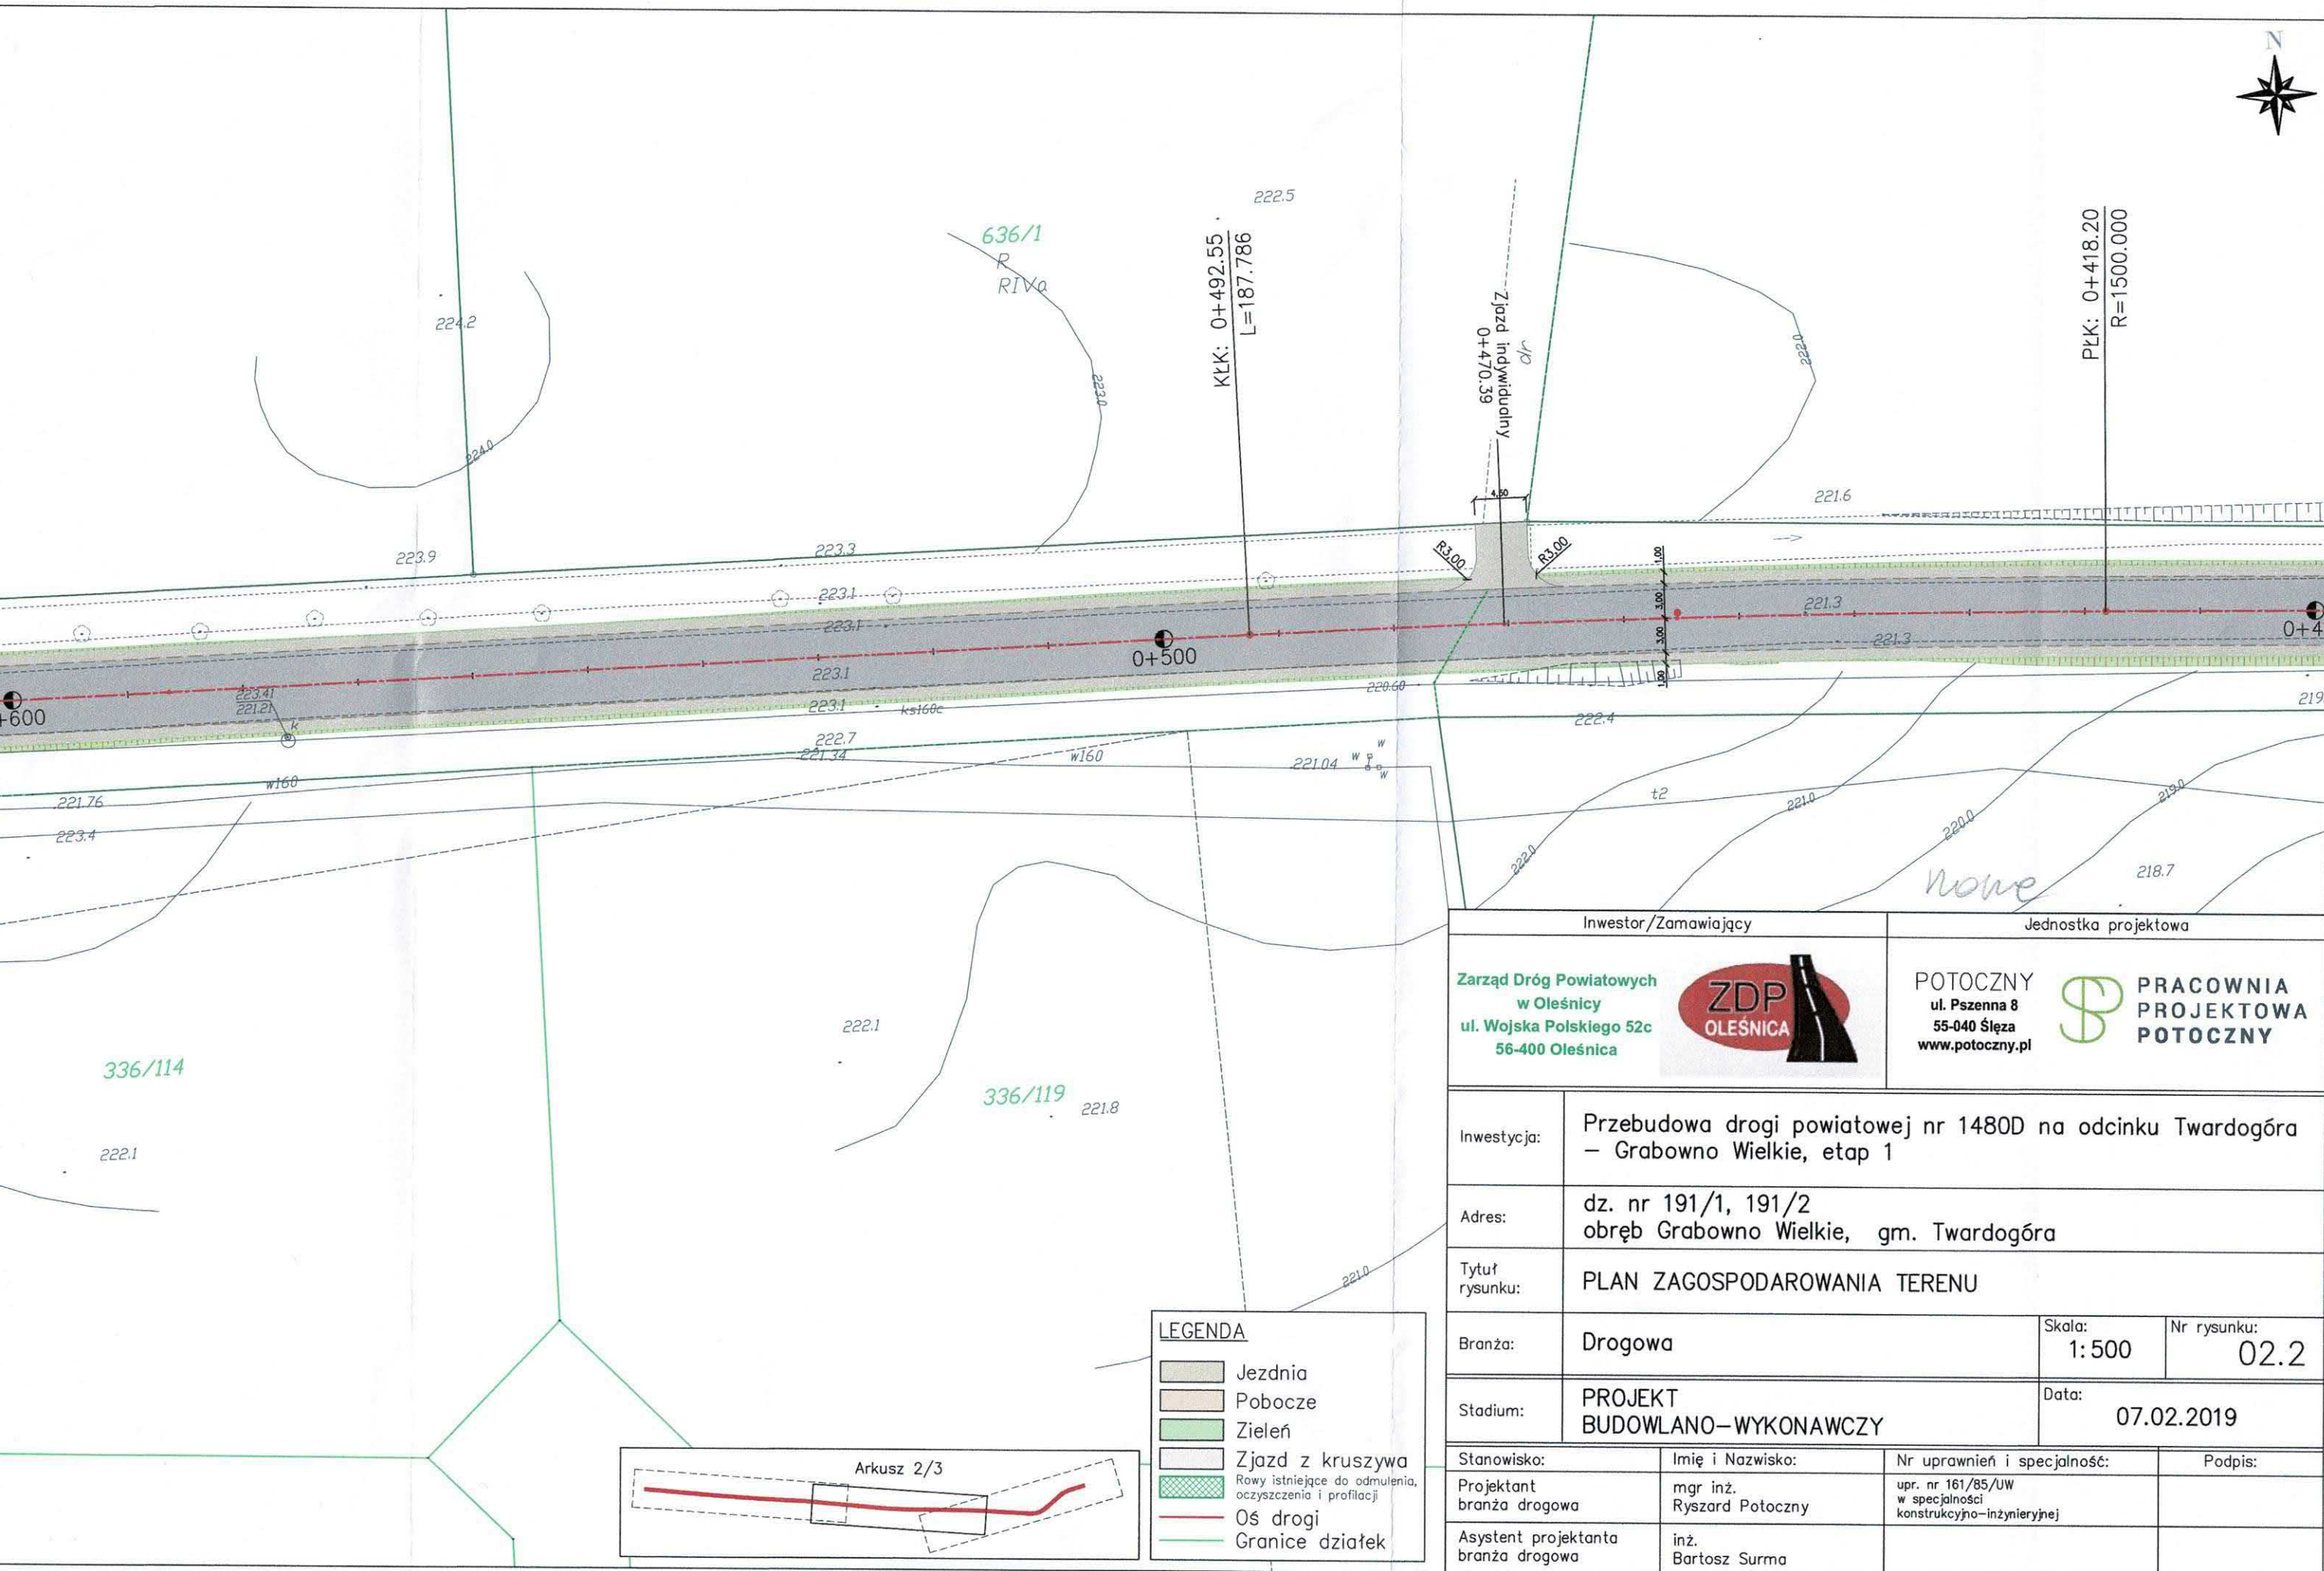 N
222.5
636/1
R
RIVa
224.2
224.0
223.0
KŁK: 0+492.55
L=187.786
Zjazd indywidualny
0+470.39
dr
222.0
PŁK: 0+418.20
R=1500.000
4,50
221.6
R3,00
R3,00
1,00
3,00
3,00
1,00
223.9
223.3
223.1
223.1
223.1
223.1
221.3
221.3
0+4
0+500
+600
223.41
221.21
k
ks160c
220.60
222.4
219
222.7
221.34
w160
w160
221.04
w
w
w
221.76
223.4
t2
222.0
221.0
220.0
219.0
218.7
nowe
222.1
336/114
336/119
221.8
222.1
221.0
Inwestor/Zamawiający
Jednostka projektowa
Zarząd Dróg Powiatowych
w Oleśnicy
ul. Wojska Polskiego 52c
56-400 Oleśnica
ZDP
OLEŚNICA
POTOCZNY
ul. Pszenna 8
55-040 Ślęza
www.potoczny.pl
PRACOWNIA
PROJEKTOWA
POTOCZNY
Inwestycja:
Przebudowa drogi powiatowej nr 1480D na odcinku Twardogóra
– Grabowno Wielkie, etap 1
Adres:
dz. nr 191/1, 191/2
obręb Grabowno Wielkie, gm. Twardogóra
Tytuł
rysunku:
PLAN ZAGOSPODAROWANIA TERENU
Branża:
Drogowa
Skala:
1:500
Nr rysunku:
02.2
Stadium:
PROJEKT
BUDOWLANO–WYKONAWCZY
Data:
07.02.2019
Stanowisko:
Imię i Nazwisko:
Nr uprawnień i specjalność:
Podpis:
Projektant
branża drogowa
mgr inż.
Ryszard Potoczny
upr. nr 161/85/UW
w specjalności
konstrukcyjno–inżynieryjnej
Asystent projektanta
branża drogowa
inż.
Bartosz Surma
LEGENDA
Jezdnia
Pobocze
Zieleń
Zjazd z kruszywa
Rowy istniejące do odmulenia,
oczyszczenia i profilacji
Oś drogi
Granice działek
Arkusz 2/3